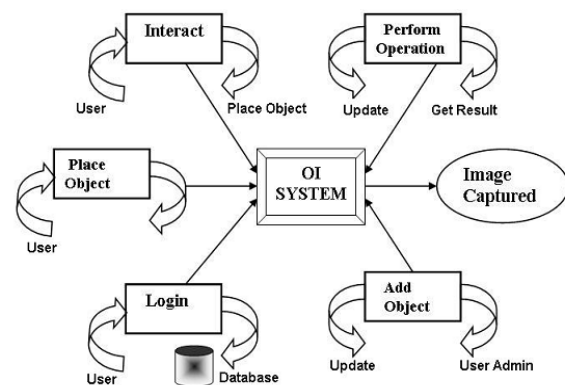 Interact
User
Place Object
Perform
Operation
Update
Get Result
Place
Object
User
OI
SYSTEM
Image
Captured
Login
User
Database
Add
Object
Update
User Admin